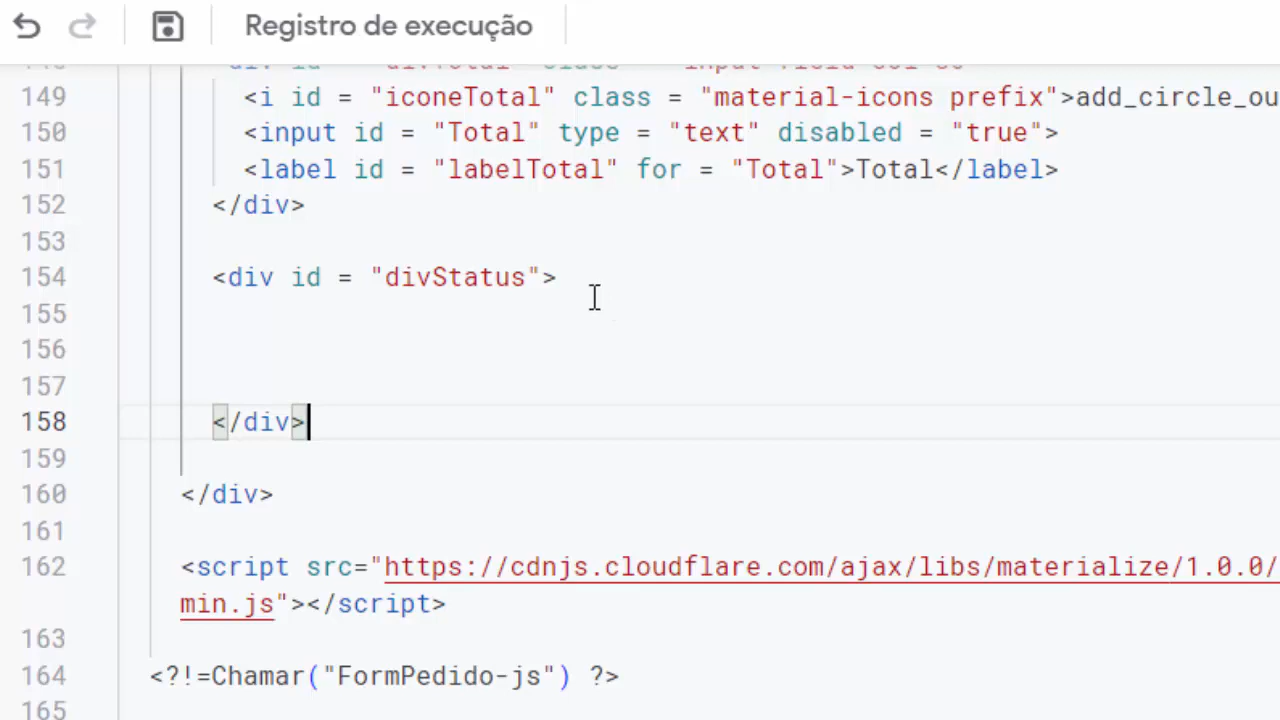 Registro de execução
149 <i id = "iconeTotal" class = "material-icons prefix">add_circle_ou
150 <input id = "Total" type = "text" disabled = "true">
151 <label id = "labelTotal" for = "Total">Total</label>
152 </div>
153
154 <div id = "divStatus">
155
156
157
158 </div>
159
160 </div>
161
162 <script src="https://cdnjs.cloudflare.com/ajax/libs/materialize/1.0.0/
min.js"></script>
163
164 <?!=Chamar("FormPedido-js") ?>
165